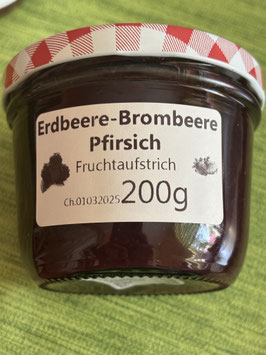 Erdbeere-Brombeere
Pfirsich
Fruchtaufstrich
Ch.01032025 200g